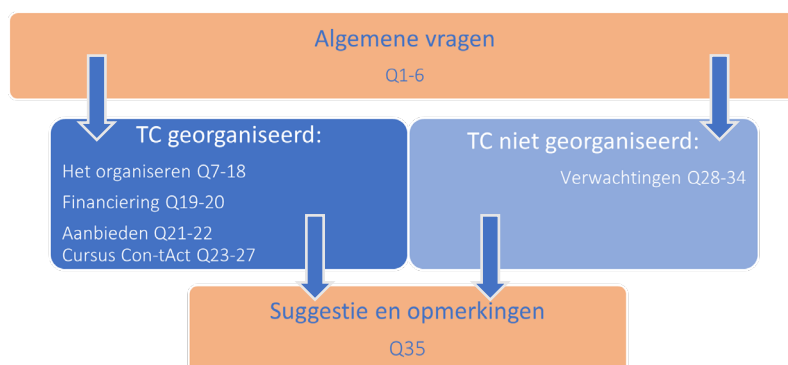 Algemene vragen
Q1-6
TC georganiseerd:
Het organiseren Q7-18
Financiering Q19-20
Aanbieden Q21-22
Cursus Con-tAct Q23-27
TC niet georganiseerd:
Verwachtingen Q28-34
Suggestie en opmerkingen
Q35